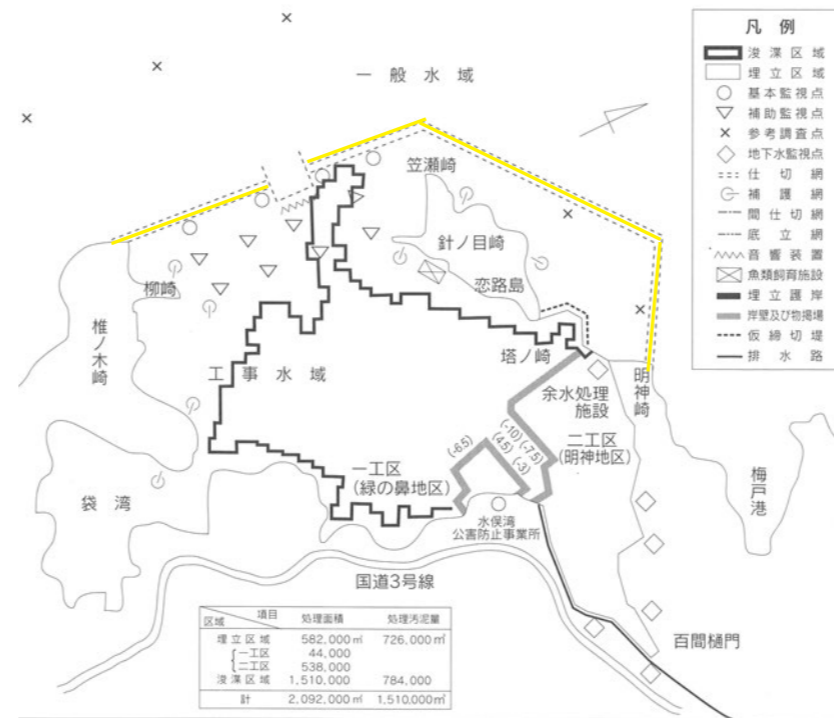 一般水域
凡例
浚渫区域
埋立区域
基本監視点
補助監視点
参考調査点
地下水監視点
仕切網
補護網
間仕切網
底立網
音響装置
魚類飼育施設
埋立護岸
岸壁及び物揚場
仮締切堤
排水路
笠瀬崎
針ノ目崎
恋路島
柳崎
椎ノ木崎
工事水域
塔ノ崎
明神崎
余水処理
施設
二工区
(明神地区)
(-6.5)
(-10)(-7.5)
(4.5)(-3)
一工区
(緑の鼻地区)
袋湾
梅戸港
水俣湾
公害防止事業所
国道3号線
百間樋門
区域 項目 処理面積 処理汚泥量
埋立区域 582,000㎡ 726,000㎥
一工区 44,000
二工区 538,000
浚渫区域 1,510,000 784,000
計 2,092,000㎡ 1,510,000㎥